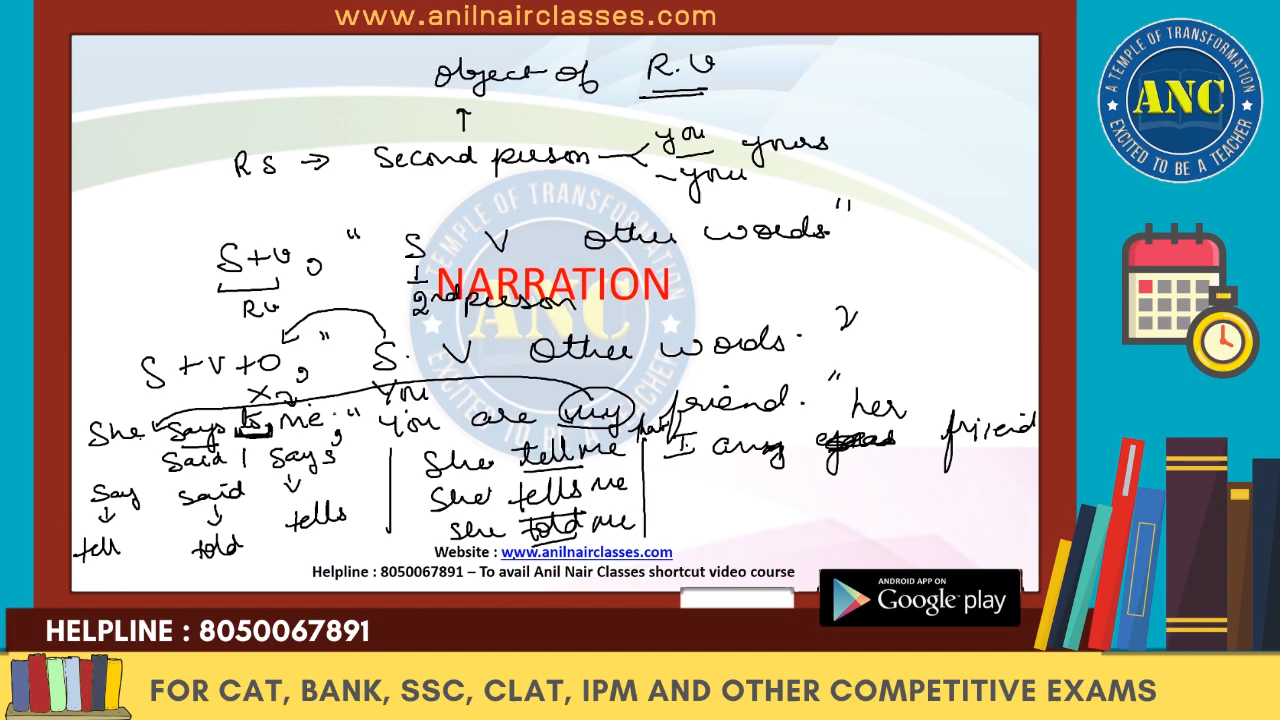 www.anilnairclasses.com
A TEMPLE OF TRANSFORMATION
ANC
EXCITED TO BE A TEACHER
object of R.V
↑
RS → Second person you yours
- you
S+v, " S V other words"
R.v 1
2nd person
NARRATION
S + v + O, " S. V Other words.
You
She says to me, " You are my friend." her
said | says She tell me | that I am friend
say said ↓ She tells me
↓ ↓ tells she told me
tell told
Website : www.anilnairclasses.com
Helpline : 8050067891 – To avail Anil Nair Classes shortcut video course
ANDROID APP ON
Google play
HELPLINE : 8050067891
FOR CAT, BANK, SSC, CLAT, IPM AND OTHER COMPETITIVE EXAMS